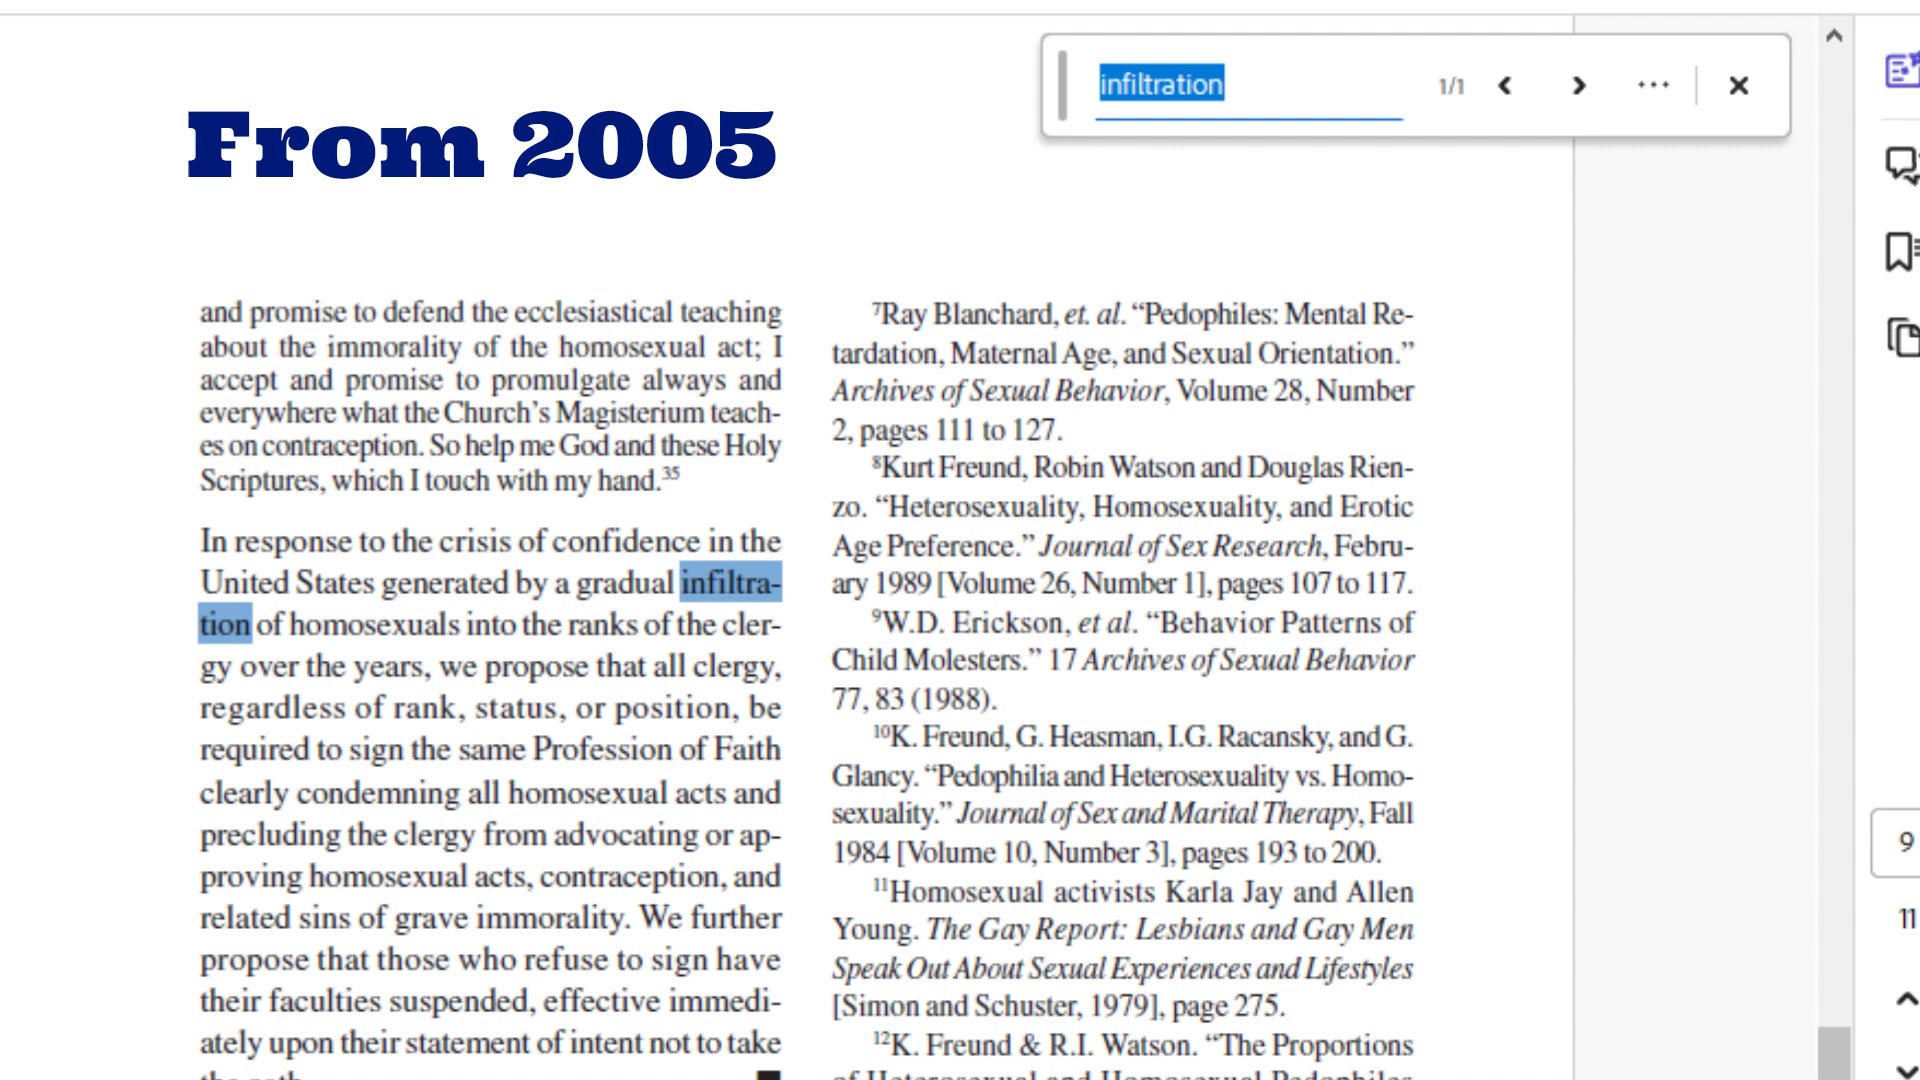 infiltration
1/1
From 2005
and promise to defend the ecclesiastical teaching
about the immorality of the homosexual act; I
accept and promise to promulgate always and
everywhere what the Church's Magisterium teach-
es on contraception. So help me God and these Holy
Scriptures, which I touch with my hand.35
In response to the crisis of confidence in the
United States generated by a gradual infiltra-
tion of homosexuals into the ranks of the cler-
gy over the years, we propose that all clergy,
regardless of rank, status, or position, be
required to sign the same Profession of Faith
clearly condemning all homosexual acts and
precluding the clergy from advocating or ap-
proving homosexual acts, contraception, and
related sins of grave immorality. We further
propose that those who refuse to sign have
their faculties suspended, effective immedi-
ately upon their statement of intent not to take
the oath.
7Ray Blanchard, et. al. “Pedophiles: Mental Re-
tardation, Maternal Age, and Sexual Orientation.”
Archives of Sexual Behavior, Volume 28, Number
2, pages 111 to 127.
8Kurt Freund, Robin Watson and Douglas Rien-
zo. “Heterosexuality, Homosexuality, and Erotic
Age Preference.” Journal of Sex Research, Febru-
ary 1989 [Volume 26, Number 1], pages 107 to 117.
9W.D. Erickson, et al. “Behavior Patterns of
Child Molesters.” 17 Archives of Sexual Behavior
77, 83 (1988).
10K. Freund, G. Heasman, I.G. Racansky, and G.
Glancy. “Pedophilia and Heterosexuality vs. Homo-
sexuality.” Journal of Sex and Marital Therapy, Fall
1984 [Volume 10, Number 3], pages 193 to 200.
11Homosexual activists Karla Jay and Allen
Young. The Gay Report: Lesbians and Gay Men
Speak Out About Sexual Experiences and Lifestyles
[Simon and Schuster, 1979], page 275.
12K. Freund & R.I. Watson. “The Proportions
of Heterosexual and Homosexual Pedophiles
9
11